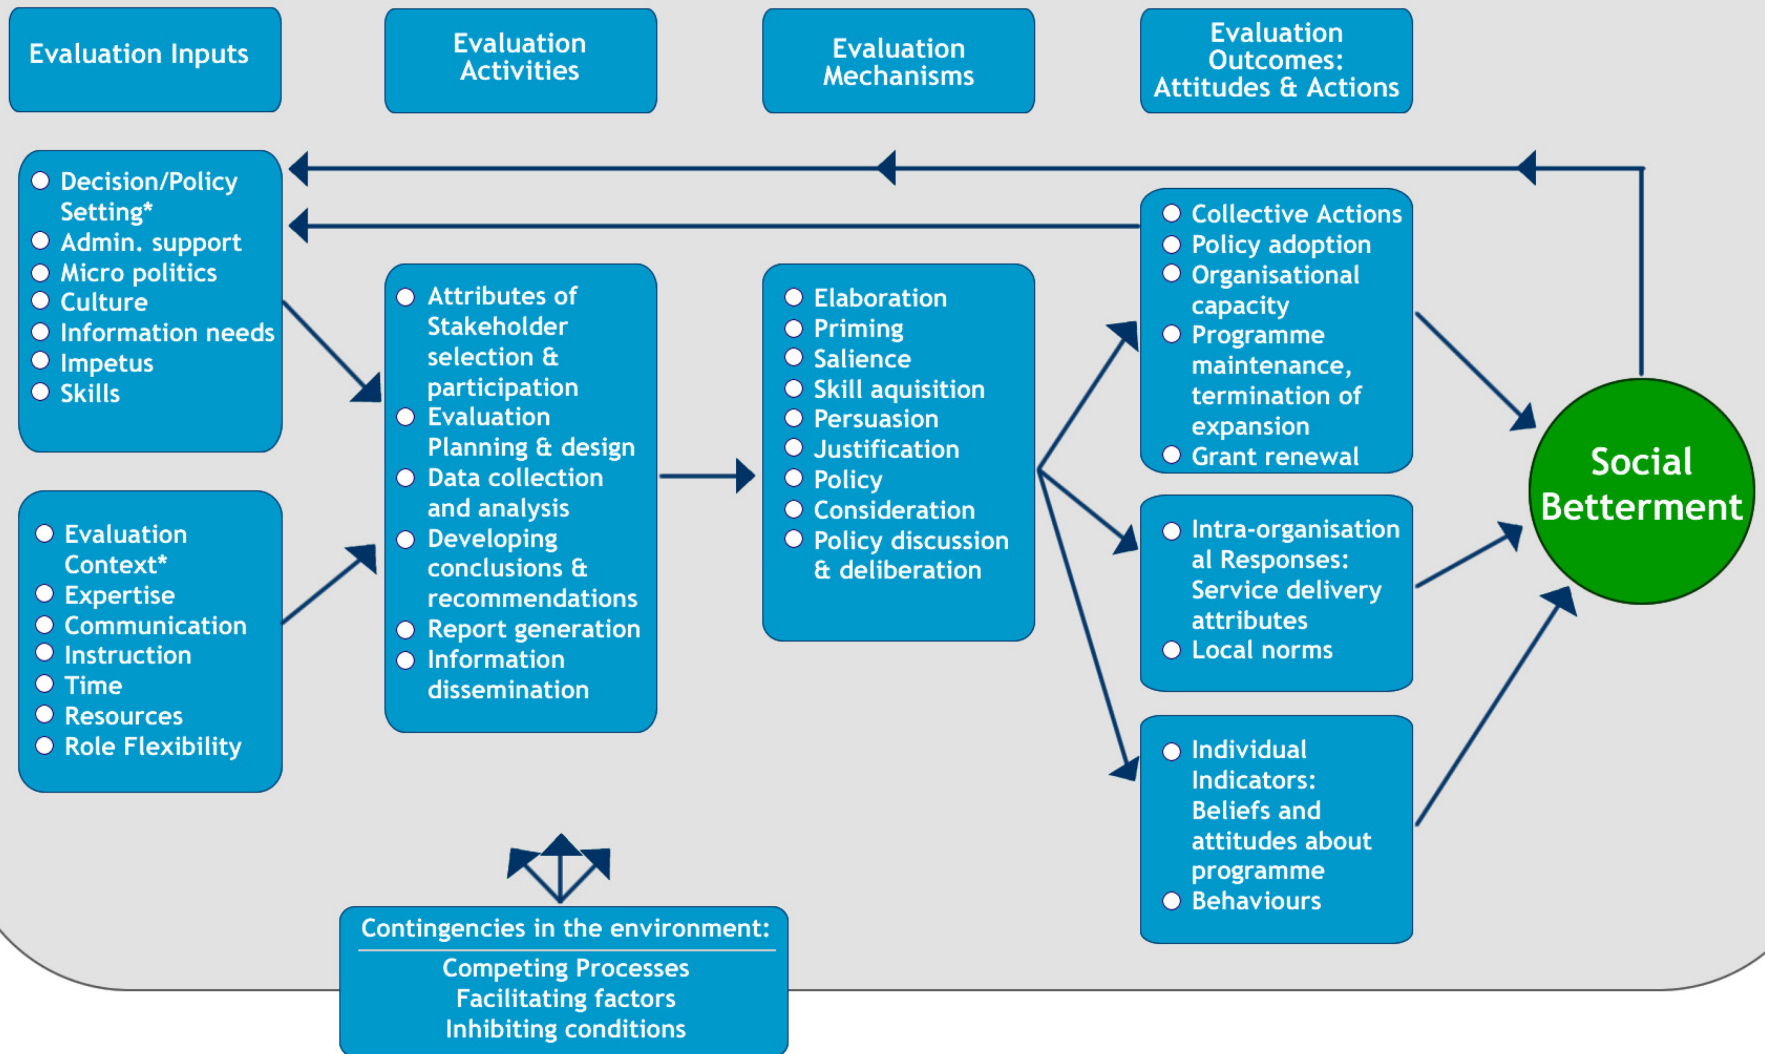 Evaluation Inputs
Evaluation
Activities
Evaluation
Mechanisms
Evaluation
Outcomes:
Attitudes & Actions
Decision/Policy
Setting*
Admin. support
Micro politics
Culture
Information needs
Impetus
Skills
Evaluation
Context*
Expertise
Communication
Instruction
Time
Resources
Role Flexibility
Attributes of
Stakeholder
selection &
participation
Evaluation
Planning & design
Data collection
and analysis
Developing
conclusions &
recommendations
Report generation
Information
dissemination
Elaboration
Priming
Salience
Skill aquisition
Persuasion
Justification
Policy
Consideration
Policy discussion
& deliberation
Collective Actions
Policy adoption
Organisational
capacity
Programme
maintenance,
termination of
expansion
Grant renewal
Intra-organisation
al Responses:
Service delivery
attributes
Local norms
Individual
Indicators:
Beliefs and
attitudes about
programme
Behaviours
Social
Betterment
Contingencies in the environment:
Competing Processes
Facilitating factors
Inhibiting conditions